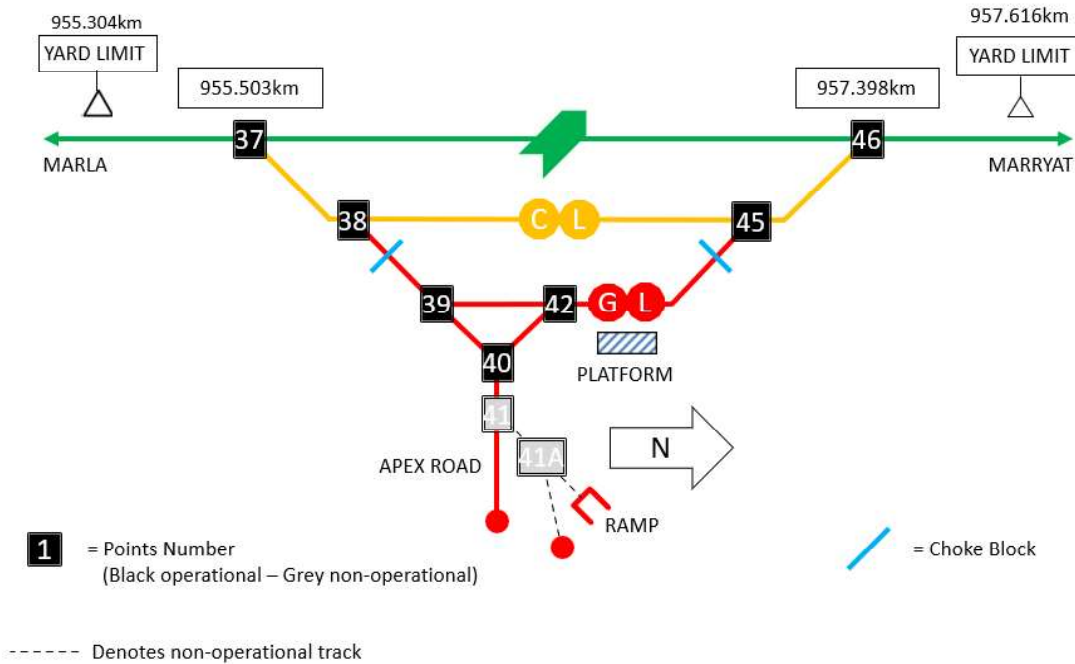 955.304km
957.616km
YARD LIMIT
YARD LIMIT
955.503km
957.398km
37
46
MARLA
MARRYAT
38
C L
45
39
42
G L
40
PLATFORM
41
N
41A
APEX ROAD
RAMP
1 = Points Number
(Black operational – Grey non-operational)
= Choke Block
Denotes non-operational track